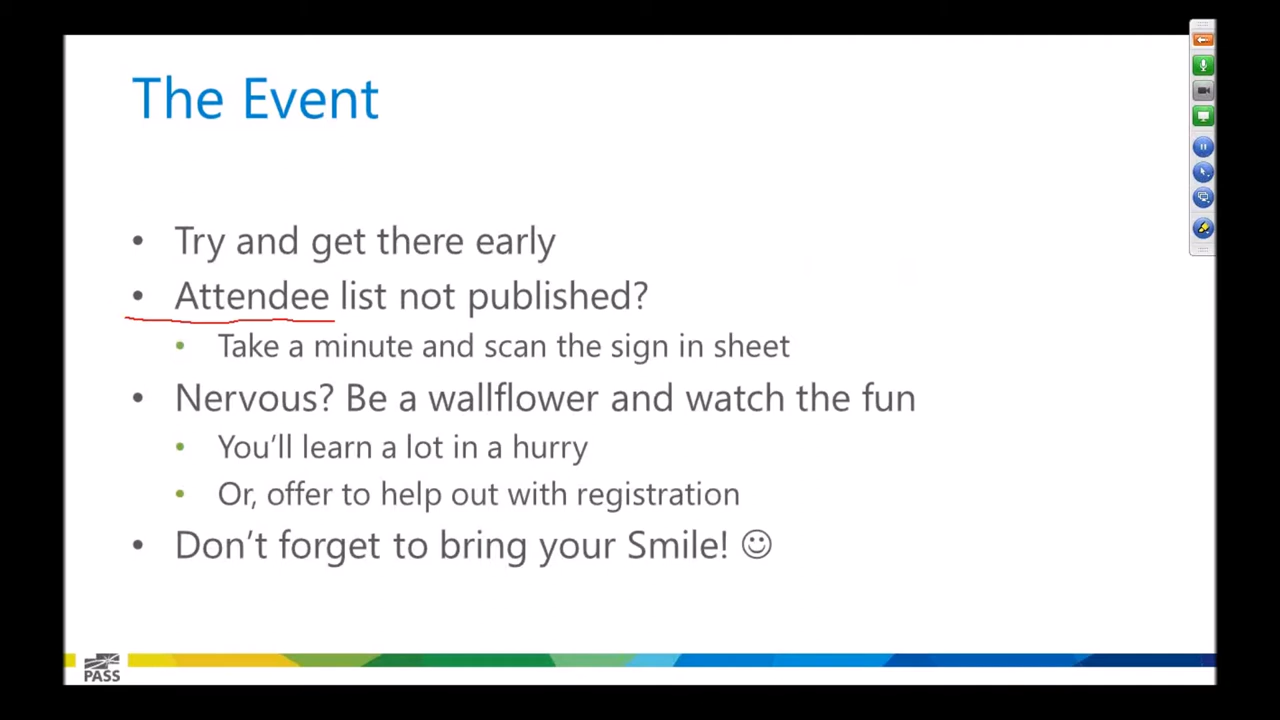 The Event
• Try and get there early
• Attendee list not published?
• Take a minute and scan the sign in sheet
• Nervous? Be a wallflower and watch the fun
• You’ll learn a lot in a hurry
• Or, offer to help out with registration
• Don’t forget to bring your Smile! ☺
PASS